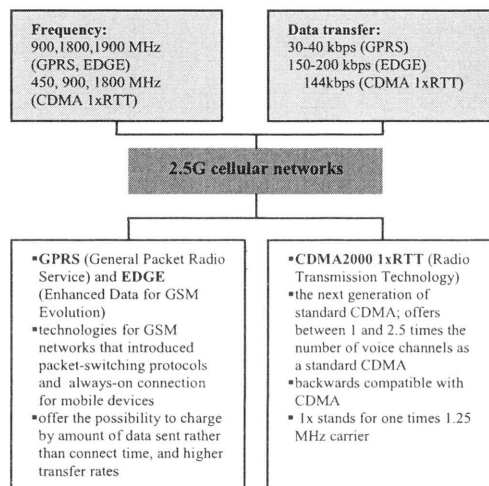 Frequency:
900,1800,1900 MHz
(GPRS, EDGE)
450, 900, 1800 MHz
(CDMA 1xRTT)
Data transfer:
30-40 kbps (GPRS)
150-200 kbps (EDGE)
144kbps (CDMA 1xRTT)
2.5G cellular networks
▪GPRS (General Packet Radio
Service) and EDGE
(Enhanced Data for GSM
Evolution)
▪technologies for GSM
networks that introduced
packet-switching protocols
and always-on connection
for mobile devices
▪offer the possibility to charge
by amount of data sent rather
than connect time, and higher
transfer rates
▪CDMA2000 1xRTT (Radio
Transmission Technology)
▪the next generation of
standard CDMA; offers
between 1 and 2.5 times the
number of voice channels as
a standard CDMA
▪backwards compatible with
CDMA
▪ 1x stands for one times 1.25
MHz carrier